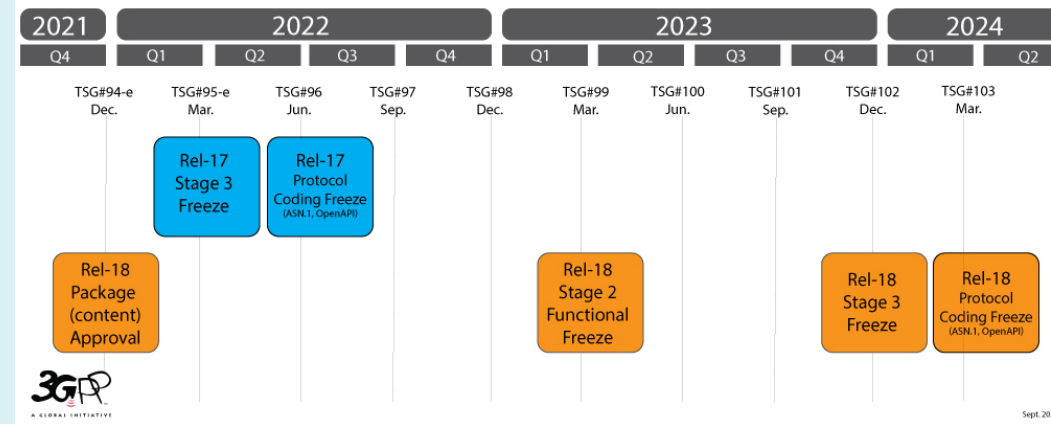 2021 2022 2023 2024
Q4 Q1 Q2 Q3 Q4 Q1 Q2 Q3 Q4 Q1 Q2
TSG#94-e TSG#95-e TSG#96 TSG#97 TSG#98 TSG#99 TSG#100 TSG#101 TSG#102 TSG#103
Dec. Mar. Jun. Sep. Dec. Mar. Jun. Sep. Dec. Mar.
Rel-17
Stage 3
Freeze
Rel-17
Protocol
Coding Freeze
(ASN.1, OpenAPI)
Rel-18
Package
(content)
Approval
Rel-18
Stage 2
Functional
Freeze
Rel-18
Stage 3
Freeze
Rel-18
Protocol
Coding Freeze
(ASN.1, OpenAPI)
3GPP
A GLOBAL INITIATIVE
Sept. 20